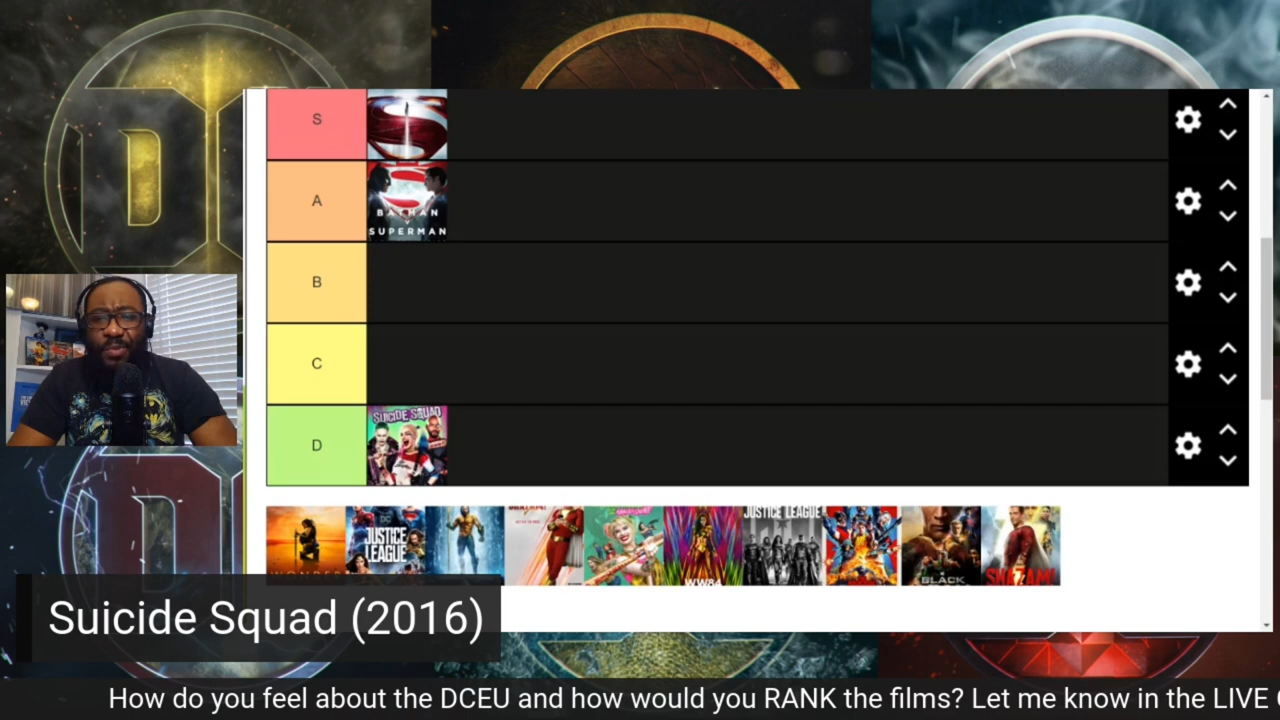 S
A
BATMAN
V
SUPERMAN
B
C
D
SUICIDE SQUAD
DC
JUSTICE
LEAGUE
WW84
JUSTICE LEAGUE
BLACK
SHAZAM!
Suicide Squad (2016)
How do you feel about the DCEU and how would you RANK the films? Let me know in the LIVE